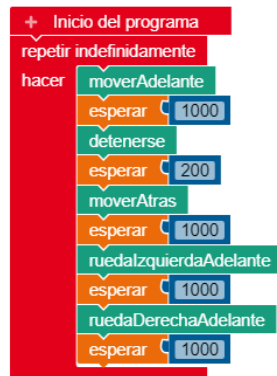 + Inicio del programa
repetir indefinidamente
hacer moverAdelante
esperar 1000
detenerse
esperar 200
moverAtras
esperar 1000
ruedaIzquierdaAdelante
esperar 1000
ruedaDerechaAdelante
esperar 1000